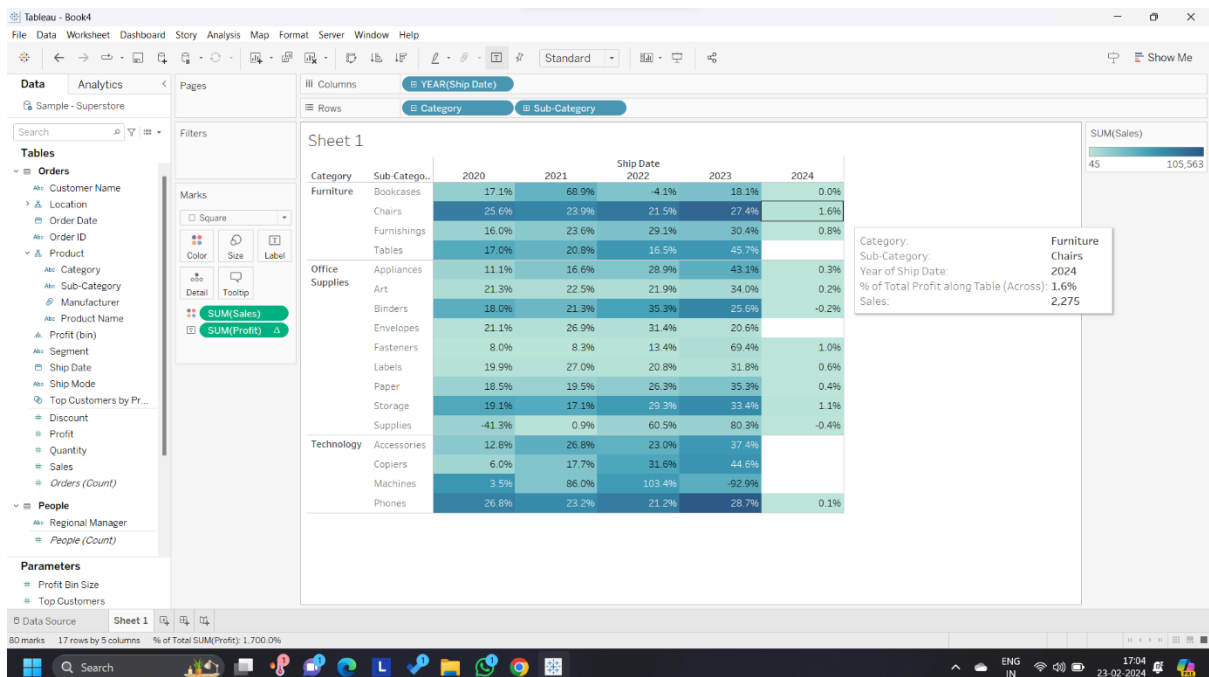 Tableau - Book4
File Data Worksheet Dashboard Story Analysis Map Format Server Window Help
Standard
Show Me
Data Analytics
Pages
Columns YEAR(Ship Date)
Sample - Superstore
Rows Category Sub-Category
Search
Filters
Sheet 1
SUM(Sales)
45 105,563
Tables
Orders
Abc Customer Name
Location
Order Date
Abc Order ID
Product
Abc Category
Abc Sub-Category
Manufacturer
Abc Product Name
Profit (bin)
Abc Segment
Ship Date
Abc Ship Mode
Top Customers by Pr...
# Discount
# Profit
# Quantity
# Sales
# Orders (Count)
People
Abc Regional Manager
# People (Count)
Parameters
# Profit Bin Size
# Top Customers
Marks
Square
Color Size Label
Detail Tooltip
SUM(Sales)
SUM(Profit) Δ
Ship Date
Category Sub-Catego.. 2020 2021 2022 2023 2024
Furniture Bookcases 17.1% 68.9% -4.1% 18.1% 0.0%
Chairs 25.6% 23.9% 21.5% 27.4% 1.6%
Furnishings 16.0% 23.6% 29.1% 30.4% 0.8%
Tables 17.0% 20.8% 16.5% 45.7%
Office Supplies Appliances 11.1% 16.6% 28.9% 43.1% 0.3%
Art 21.3% 22.5% 21.9% 34.0% 0.2%
Binders 18.0% 21.3% 35.3% 25.6% -0.2%
Envelopes 21.1% 26.9% 31.4% 20.6%
Fasteners 8.0% 8.3% 13.4% 69.4% 1.0%
Labels 19.9% 27.0% 20.8% 31.8% 0.6%
Paper 18.5% 19.5% 26.3% 35.3% 0.4%
Storage 19.1% 17.1% 29.3% 33.4% 1.1%
Supplies -41.3% 0.9% 60.5% 80.3% -0.4%
Technology Accessories 12.8% 26.8% 23.0% 37.4%
Copiers 6.0% 17.7% 31.6% 44.6%
Machines 3.5% 86.0% 103.4% -92.9%
Phones 26.8% 23.2% 21.2% 28.7% 0.1%
Category: Furniture
Sub-Category: Chairs
Year of Ship Date: 2024
% of Total Profit along Table (Across): 1.6%
Sales: 2,275
Data Source Sheet 1
80 marks 17 rows by 5 columns % of Total SUM(Profit): 1,700.0%
Search
ENG
IN
17:04
23-02-2024